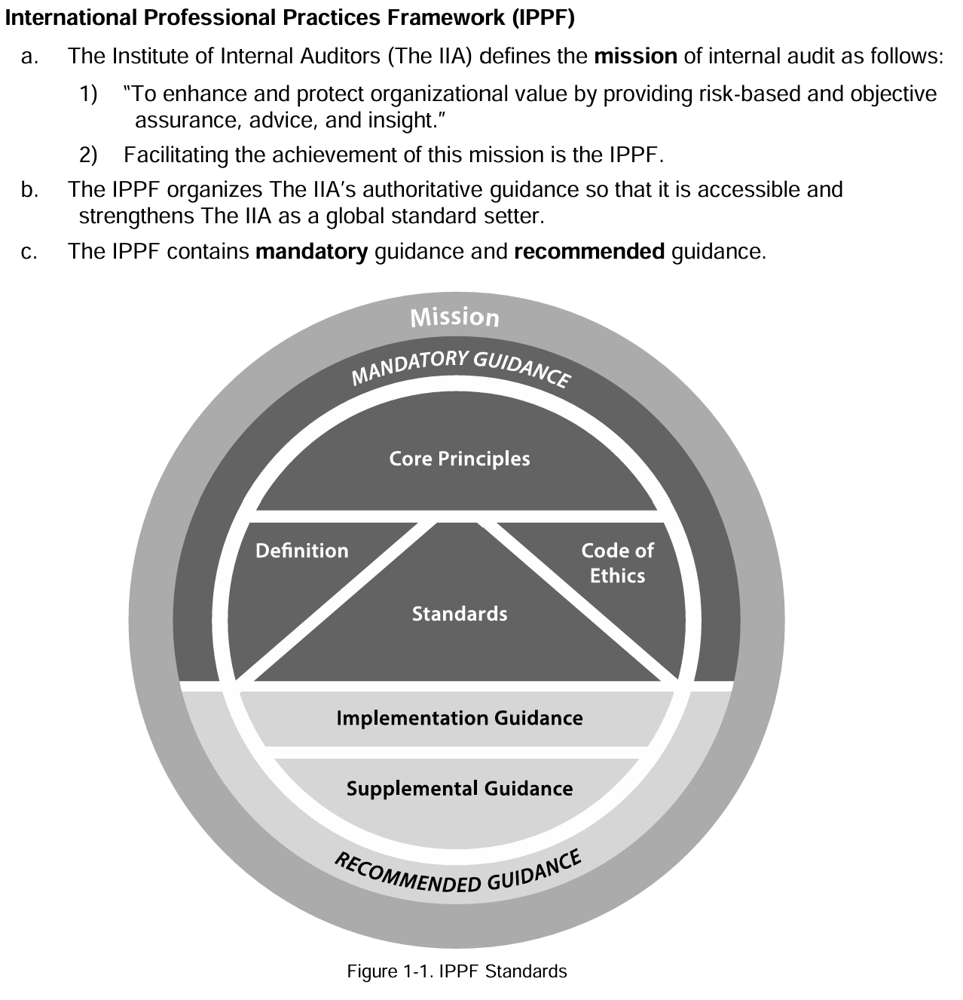 International Professional Practices Framework (IPPF)
a. The Institute of Internal Auditors (The IIA) defines the mission of internal audit as follows:
1) “To enhance and protect organizational value by providing risk-based and objective
assurance, advice, and insight.”
2) Facilitating the achievement of this mission is the IPPF.
b. The IPPF organizes The IIA’s authoritative guidance so that it is accessible and
strengthens The IIA as a global standard setter.
c. The IPPF contains mandatory guidance and recommended guidance.
Mission
MANDATORY GUIDANCE
Core Principles
Definition
Code of
Ethics
Standards
Implementation Guidance
Supplemental Guidance
RECOMMENDED GUIDANCE
Figure 1-1. IPPF Standards